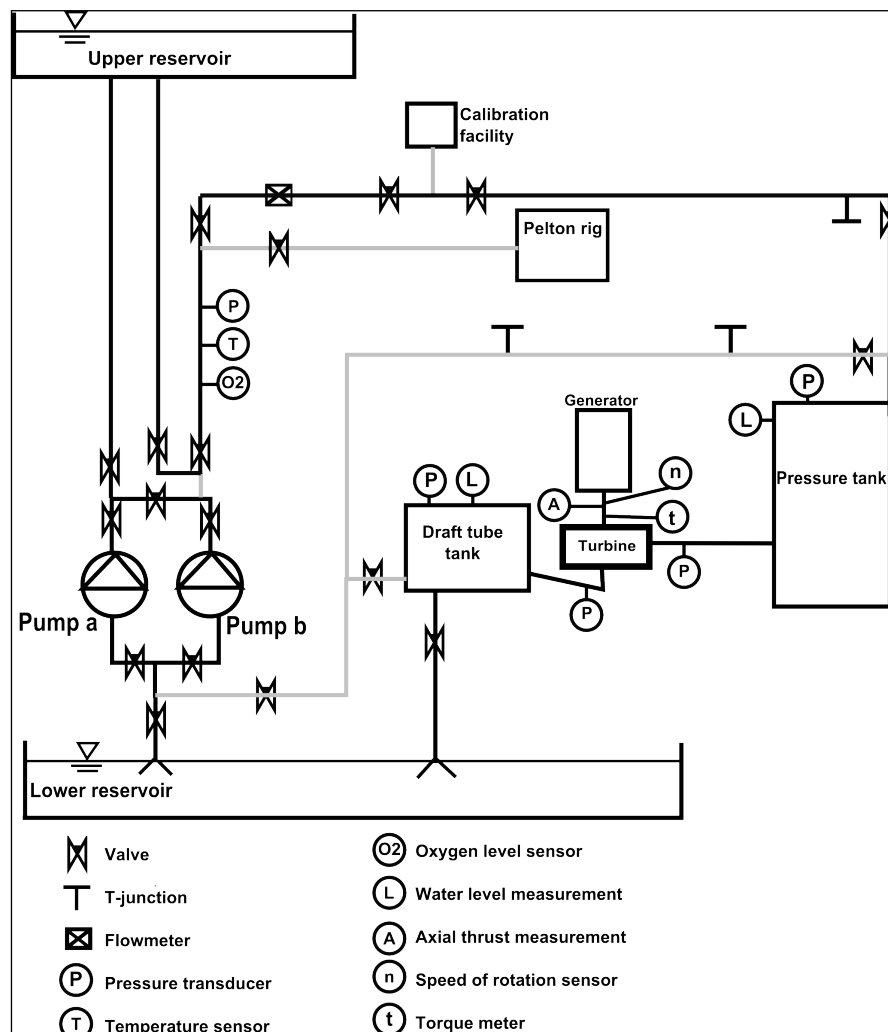 Upper reservoir
Calibration
facility
Pelton rig
P
T
O2
Generator
P
L
Pressure tank
n
A
t
P
L
Draft tube
tank
Turbine
P
P
Pump a
Pump b
Lower reservoir
Valve
T-junction
Flowmeter
P Pressure transducer
T Temperature sensor
O2 Oxygen level sensor
L Water level measurement
A Axial thrust measurement
n Speed of rotation sensor
t Torque meter